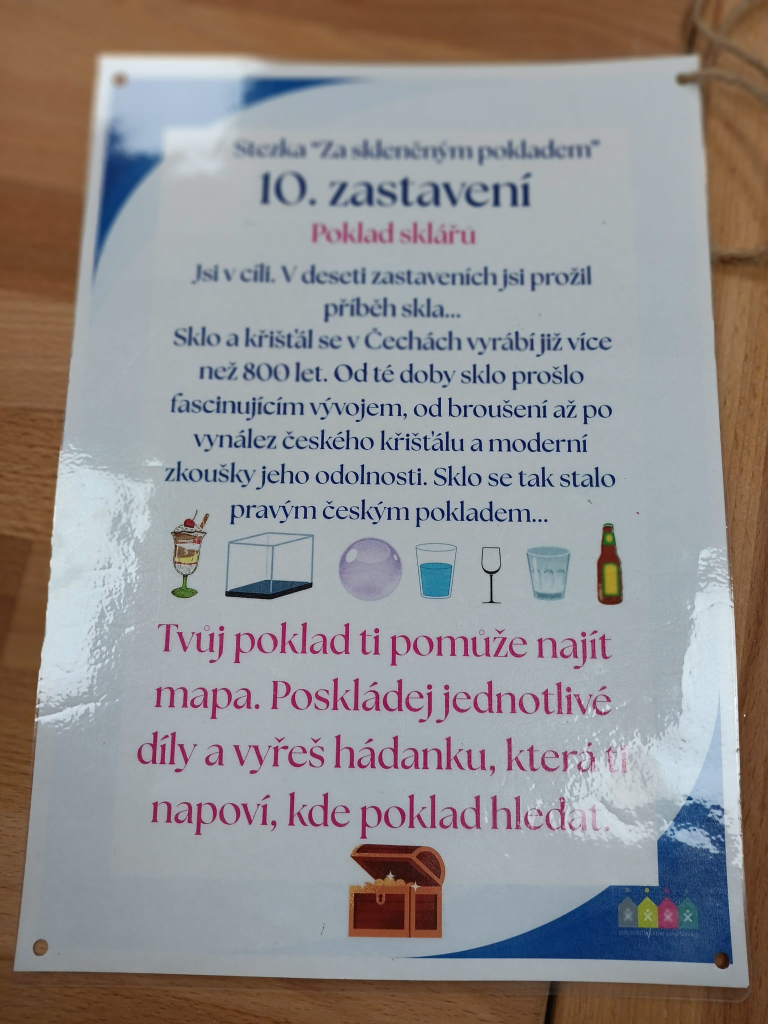 Stezka "Za skleněným pokladem"
10. zastavení
Poklad sklářů
Jsi v cíli. V deseti zastaveních jsi prožil
příběh skla...
Sklo a křišťál se v Čechách vyrábí již více
než 800 let. Od té doby sklo prošlo
fascinujícím vývojem, od broušení až po
vynález českého křišťálu a moderní
zkoušky jeho odolnosti. Sklo se tak stalo
pravým českým pokladem...
Tvůj poklad ti pomůže najít
mapa. Poskládej jednotlivé
díly a vyřeš hádanku, která ti
napoví, kde poklad hledat.